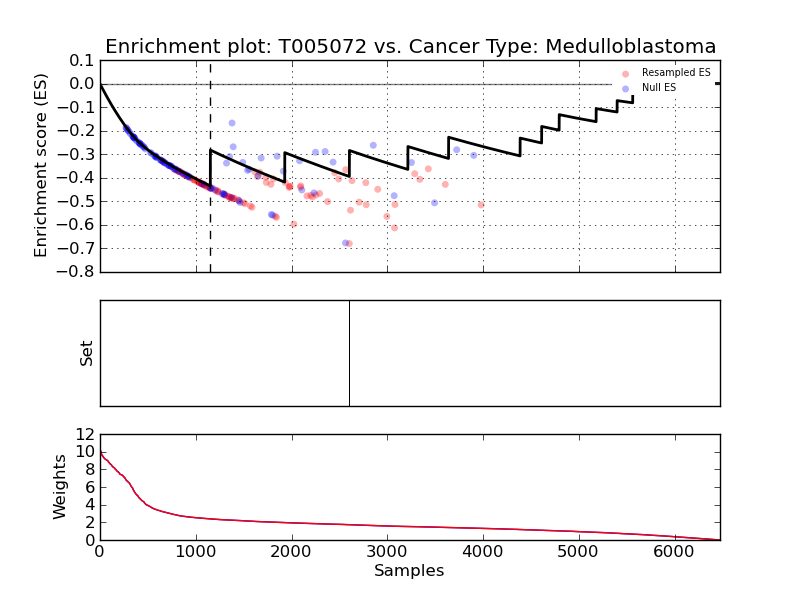 Enrichment plot: T005072 vs. Cancer Type: Medulloblastoma
Enrichment score (ES)
0.1
0.0
−0.1
−0.2
−0.3
−0.4
−0.5
−0.6
−0.7
−0.8
Resampled ES
Null ES
Set
Weights
12
10
8
6
4
2
0
0 1000 2000 3000 4000 5000 6000
Samples